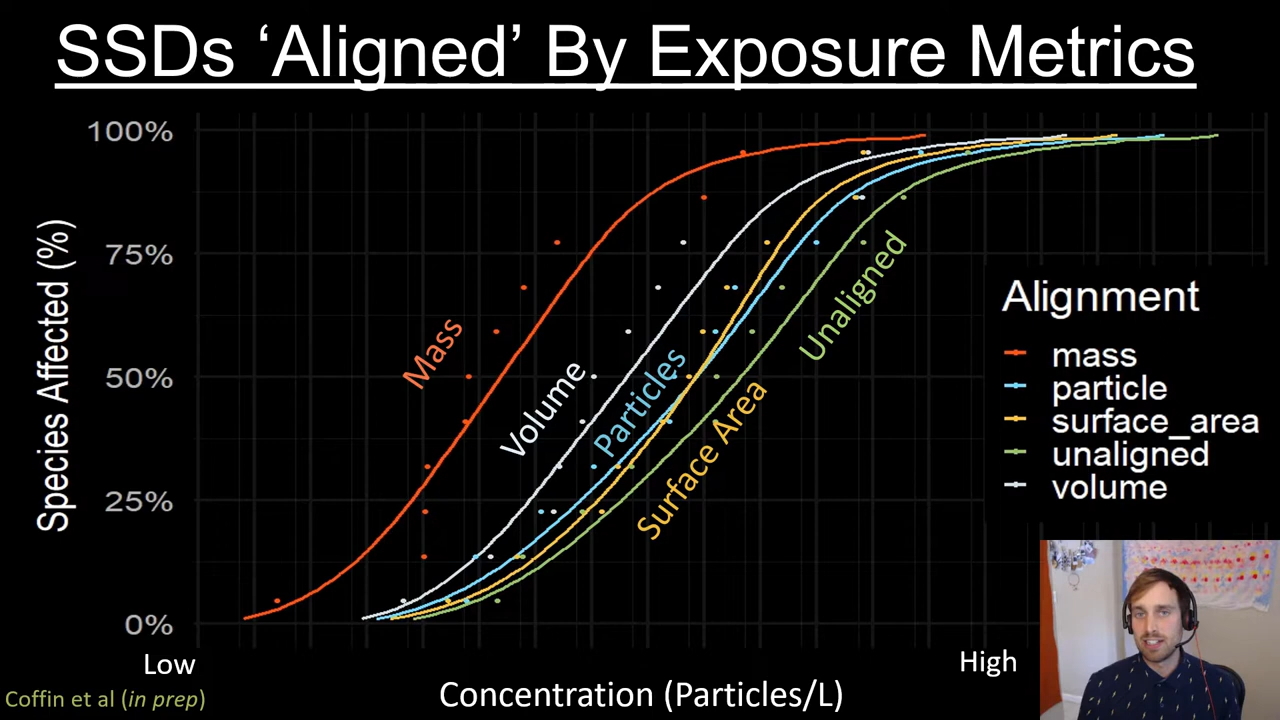 SSDs ‘Aligned’ By Exposure Metrics
100%
75%
50%
25%
0%
Species Affected (%)
Mass
Volume
Particles
Surface Area
Unaligned
Alignment
mass
particle
surface_area
unaligned
volume
Low
High
Concentration (Particles/L)
Coffin et al (in prep)